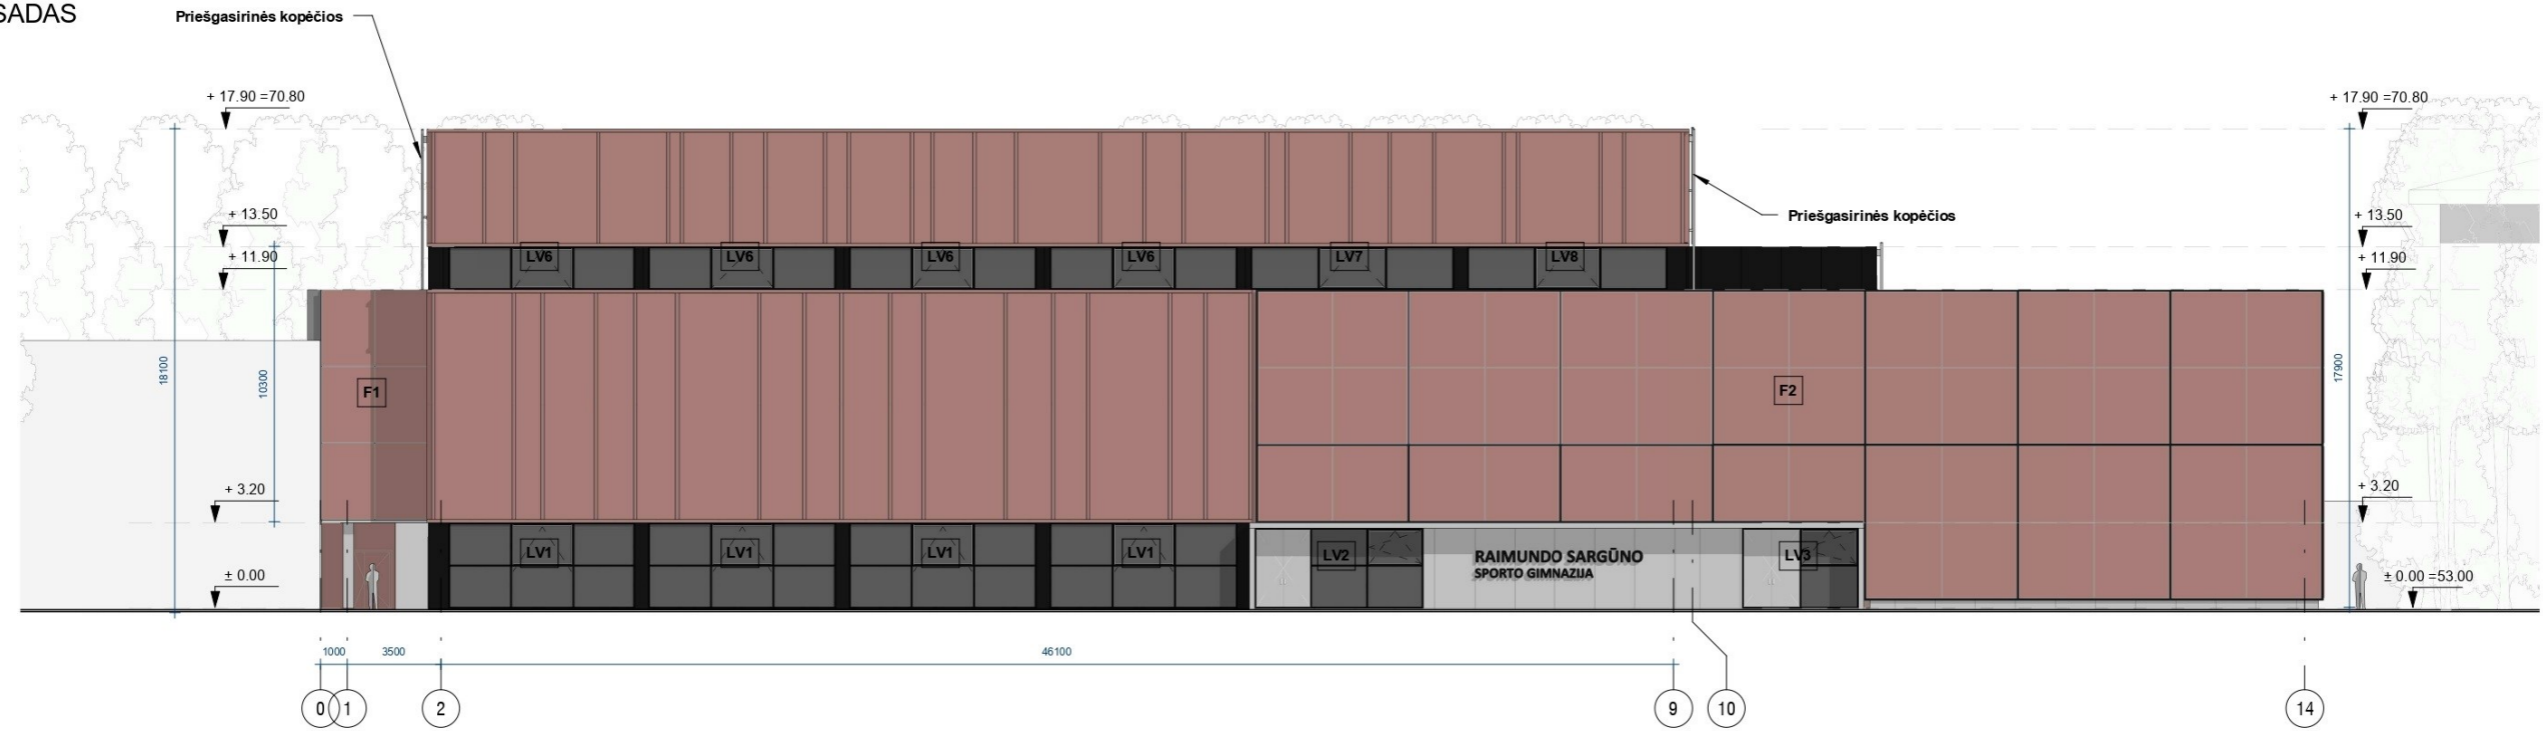 SADAS
Priešgasirinės kopėčios
+ 17.90 =70.80
+ 17.90 =70.80
+ 13.50
+ 13.50
Priešgasirinės kopėčios
+ 11.90
+ 11.90
LV6
LV6
LV6
LV6
LV7
LV8
18100
10300
17900
F1
F2
+ 3.20
+ 3.20
LV1
LV1
LV1
LV1
LV2
RAIMUNDO SARGŪNO
SPORTO GIMNAZIJA
LV3
± 0.00
± 0.00 =53.00
1000
3500
46100
0
1
2
9
10
14